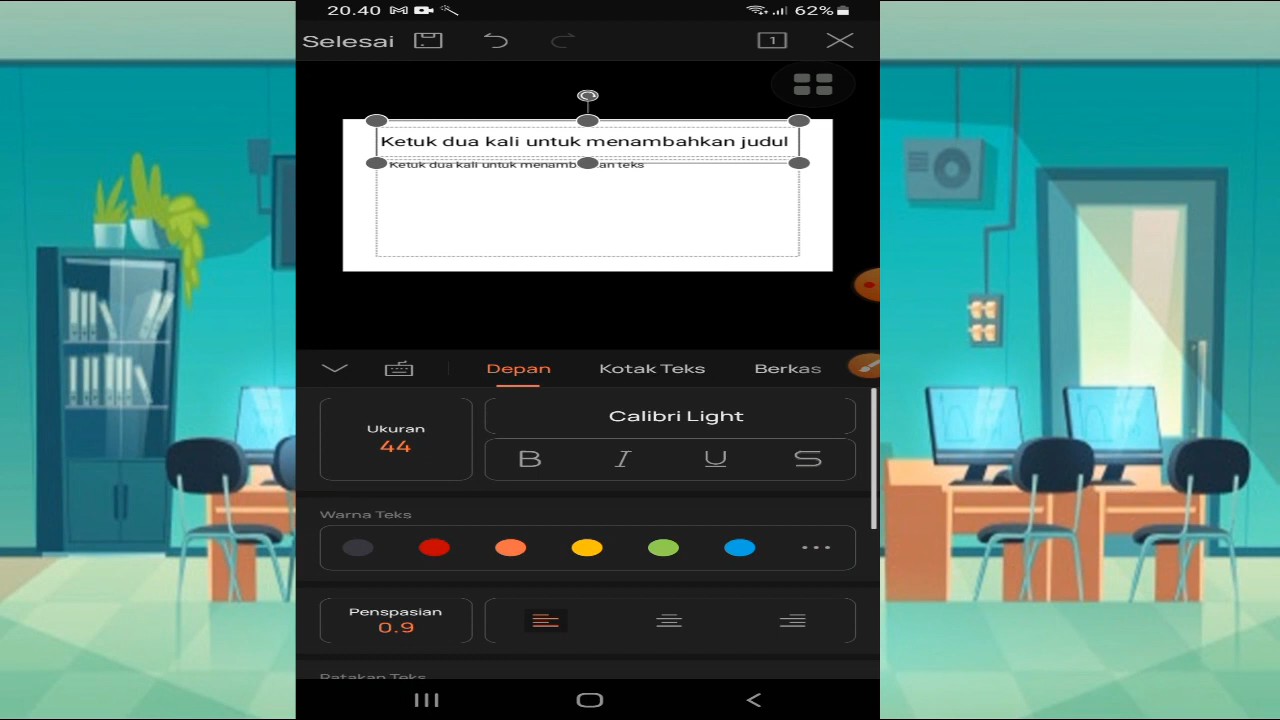 20.40 62%
Selesai 1
Ketuk dua kali untuk menambahkan judul
Ketuk dua kali untuk menamb an teks
Depan Kotak Teks Berkas
Ukuran
44
Calibri Light
B I U S
Warna Teks
Penspasian
0.9
Ratakan Teks